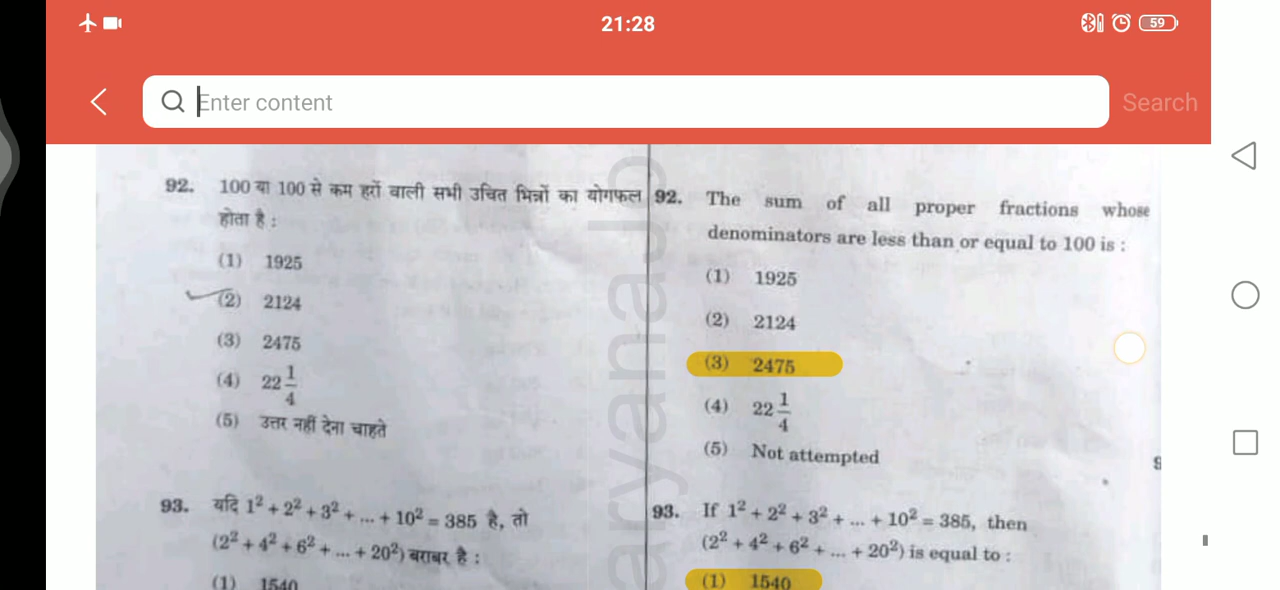 21:28
59
Enter content
Search
92. 100 या 100 से कम हरों वाली सभी उचित भिन्नों का योगफल
होता है :
(1) 1925
(2) 2124
(3) 2475
(4) 22 1/4
(5) उत्तर नहीं देना चाहते
93. यदि 1² + 2² + 3² + ... + 10² = 385 है, तो
(2² + 4² + 6² + ... + 20²) बराबर है :
(1) 1540
92. The sum of all proper fractions whose
denominators are less than or equal to 100 is :
(1) 1925
(2) 2124
(3) 2475
(4) 22 1/4
(5) Not attempted
93. If 1² + 2² + 3² + ... + 10² = 385, then
(2² + 4² + 6² + ... + 20²) is equal to :
(1) 1540
aryanajo